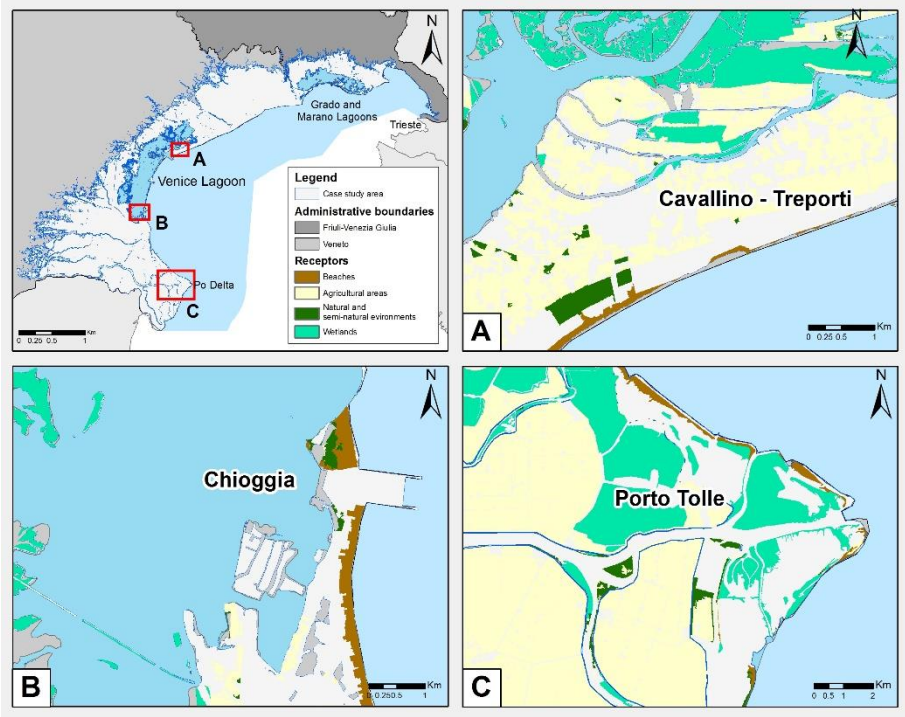 N
Grado and
Marano Lagoons
Trieste
A
Venice Lagoon
B
Po Delta
C
Legend
Case study area
Administrative boundaries
Friuli-Venezia Giulia
Veneto
Receptors
Beaches
Agricultural areas
Natural and
semi-natural evironments
Wetlands
Km
0 0.25 0.5 1
N
Cavallino - Treporti
A
Km
0 0.25 0.5 1
N
Chioggia
B
Km
0 0.250.5 1
N
Porto Tolle
C
Km
0 0.5 1 2